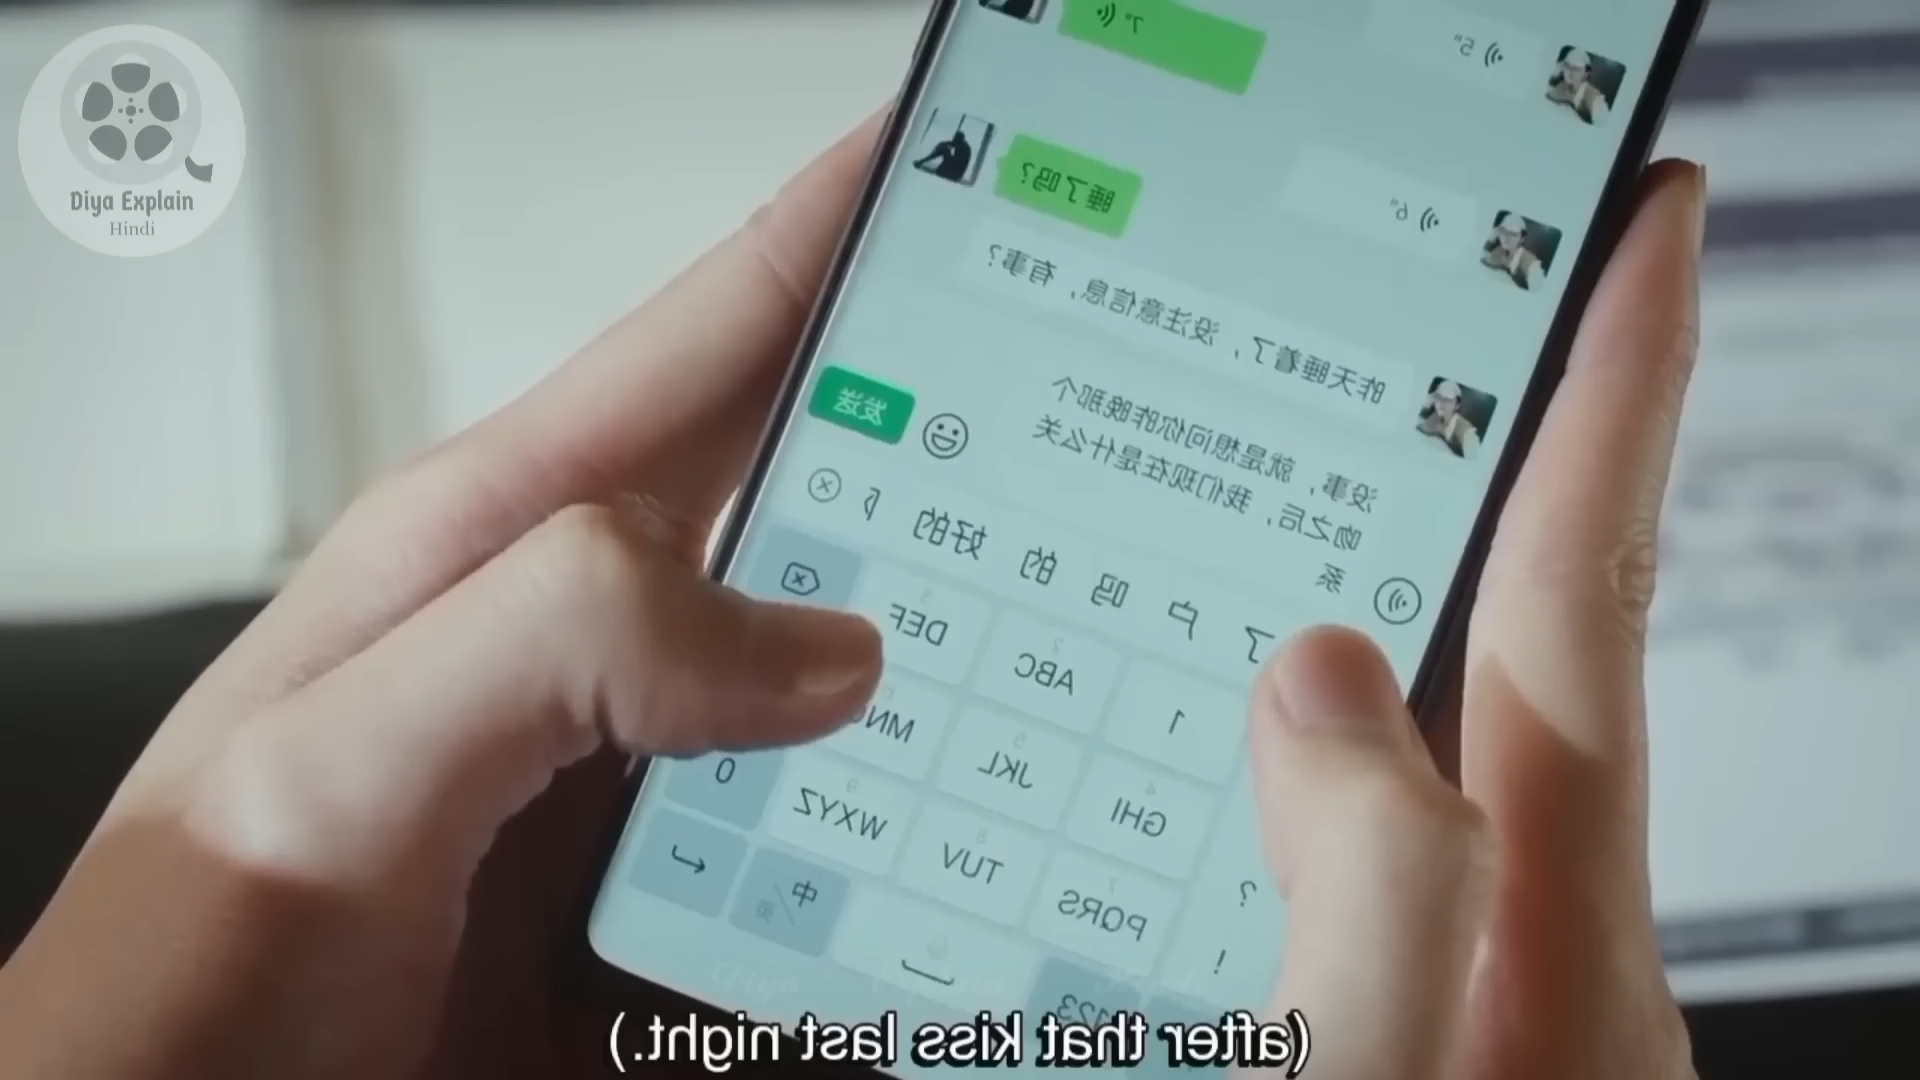 Diya Explain
Hindi
7"
5"
6"
睡了吗?
昨天睡着了，没注意信息，有事?
没事，就是想问你昨晚那个
吻之后，我们现在是什么关
系
发送
了 户 吗 的 好的
1 ABC DEF
GHI JKL MNO
PQRS TUV WXYZ
?
!
0
123
中/英
(after that kiss last night.)